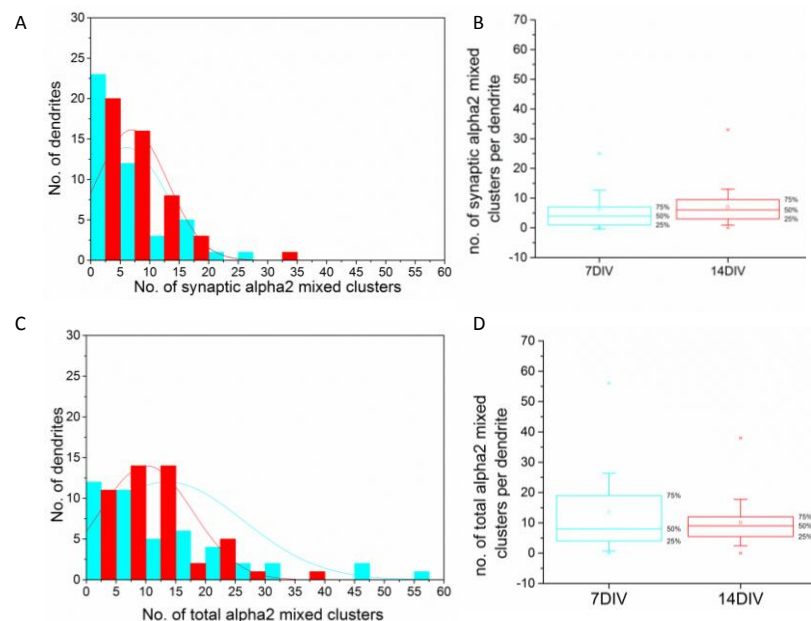 A
30
25
20
15
10
5
0
No. of dendrites
0 5 10 15 20 25 30 35 40 45 50 55 60
No. of synaptic alpha2 mixed clusters
B
70
60
50
40
30
20
10
0
-10
no. of synaptic alpha2 mixed
clusters per dendrite
75%
50%
25%
75%
50%
25%
7DIV 14DIV
C
30
25
20
15
10
5
0
No. of dendrites
0 5 10 15 20 25 30 35 40 45 50 55 60
No. of total alpha2 mixed clusters
D
70
60
50
40
30
20
10
0
-10
no. of total alpha2 mixed
clusters per dendrite
75%
50%
25%
75%
50%
25%
7DIV 14DIV